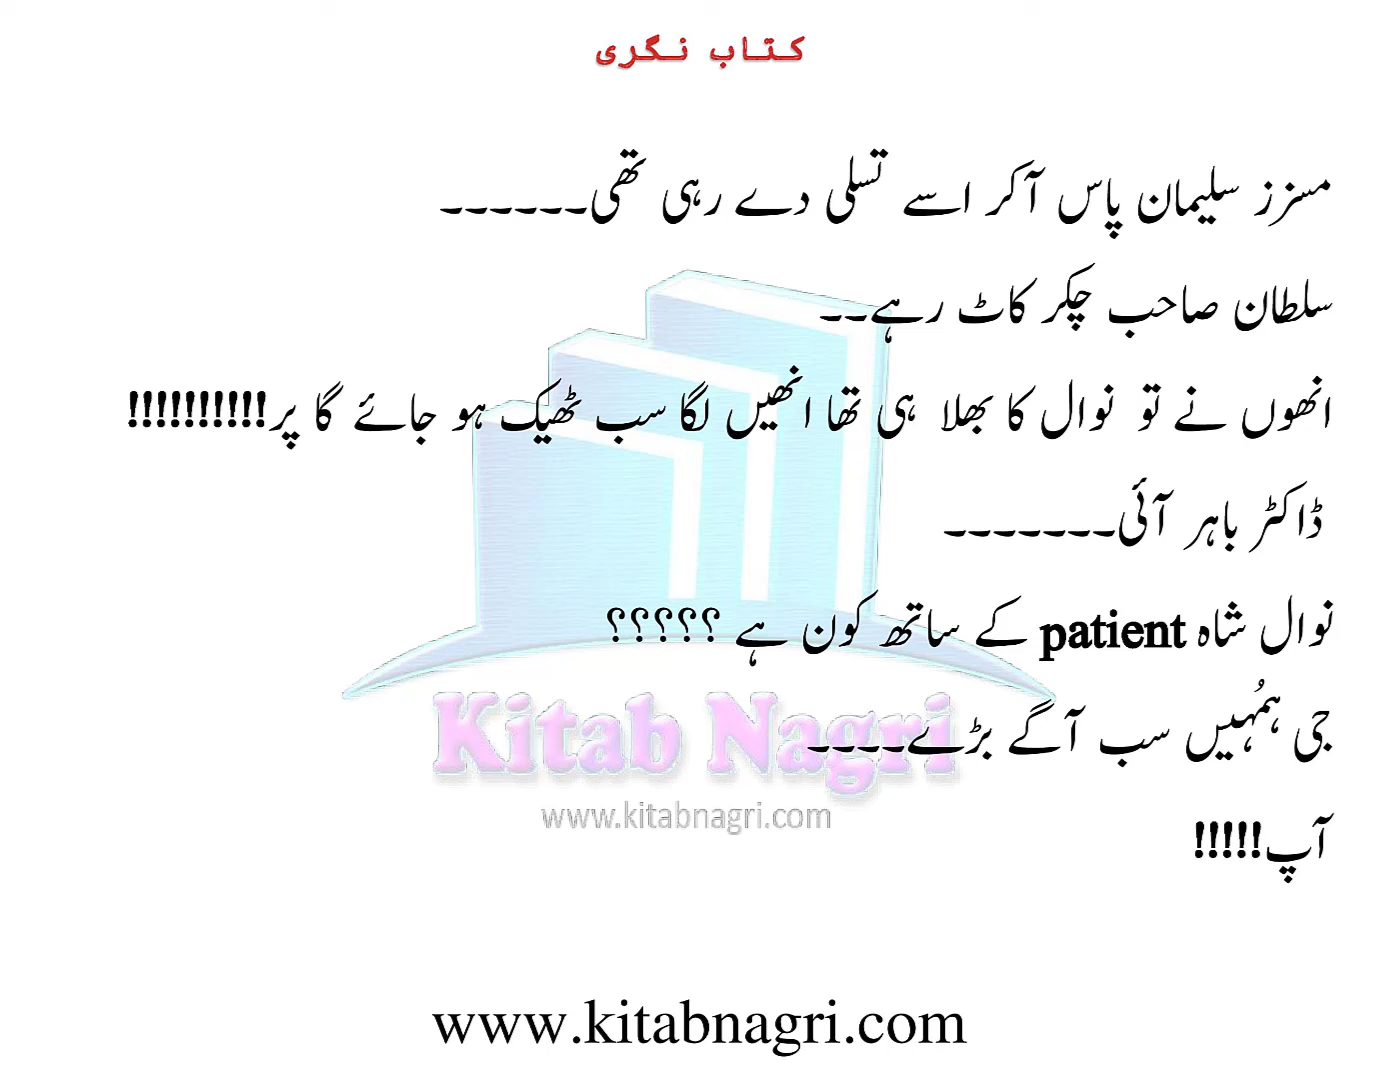 کتاب نگری
مسزز سلیمان پاس آکر اسے تسلی دے رہی تھی۔۔۔۔۔۔
سلطان صاحب چکر کاٹ رہے۔۔
انھوں نے تو نوال کا بھلا ہی تھا انھیں لگا سب ٹھیک ہو جائے گا پر!!!!!!!!!!
ڈاکٹر باہر آئی۔۔۔۔۔۔۔
نوال شاہ patient کے ساتھ کون ہے ؟؟؟؟؟
جی ہمُہیں سب آگے بڑے۔۔۔۔
Kitab Nagri
www.kitabnagri.com
آپ!!!!!
www.kitabnagri.com